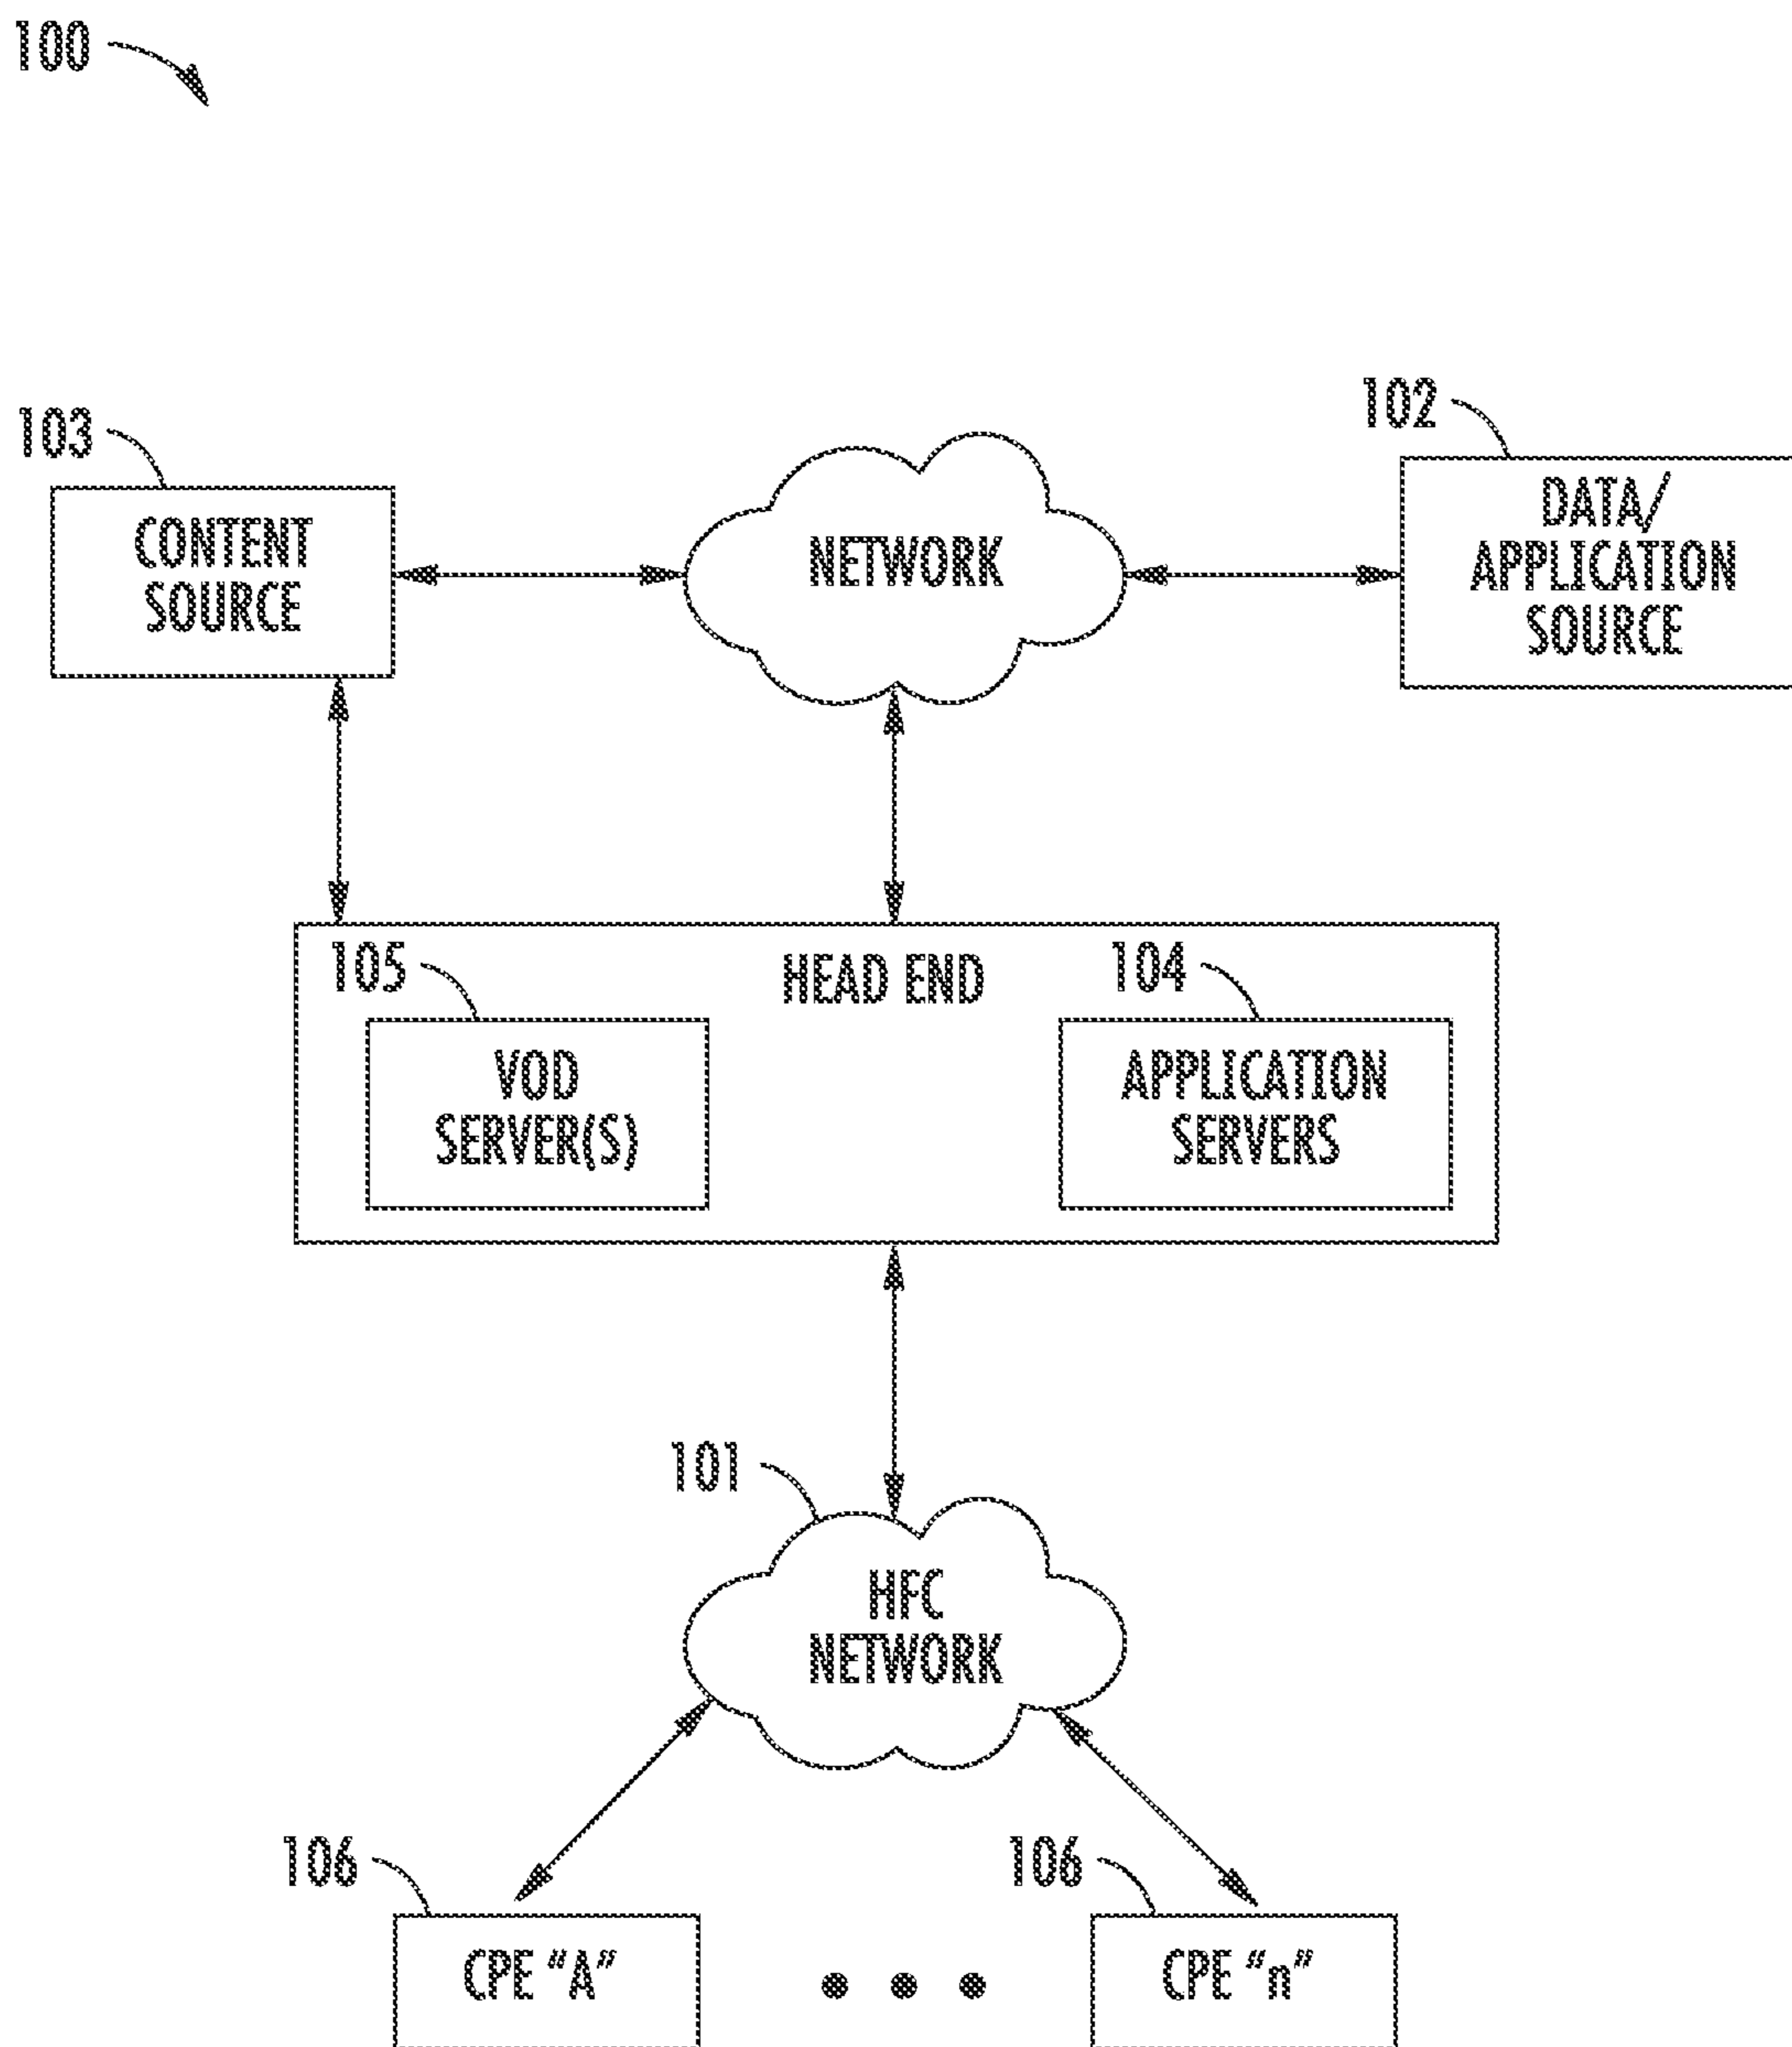 100
103
102
CONTENT
SOURCE
NETWORK
DATA/
APPLICATION
SOURCE
HEAD END
105
104
VOD
SERVER(S)
APPLICATION
SERVERS
101
HFC
NETWORK
106
106
CPE "A"
CPE "n"